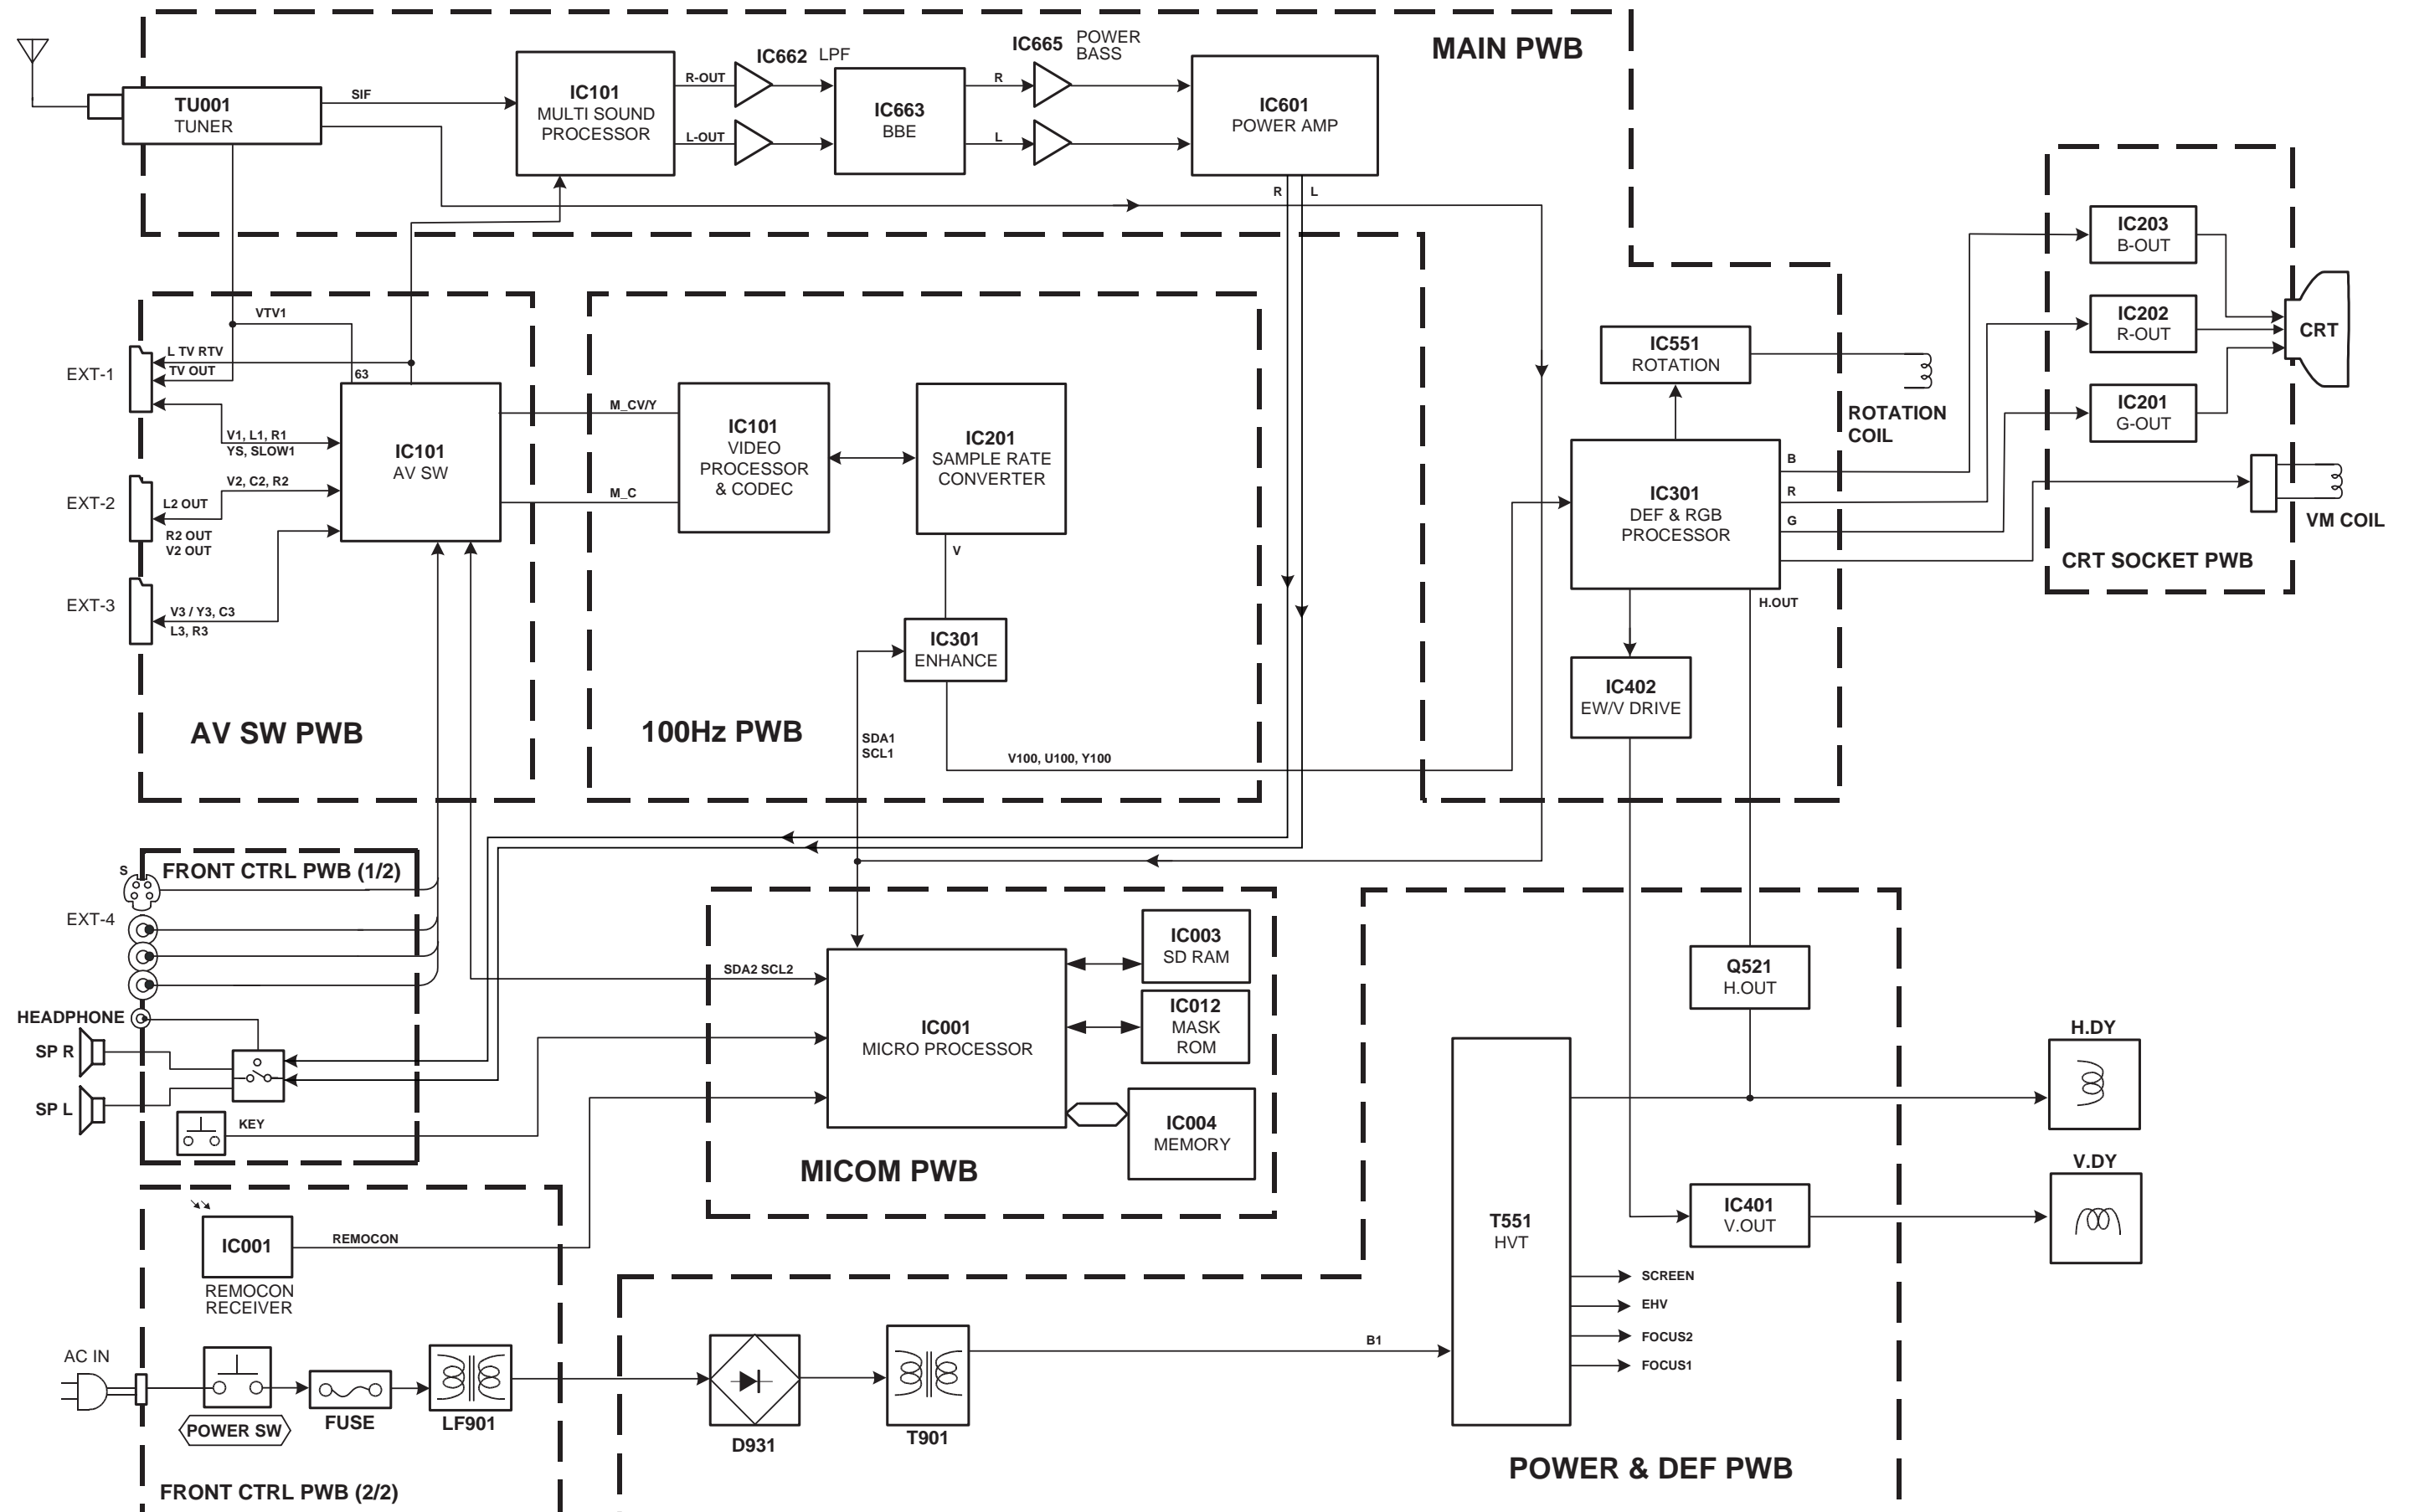 MAIN PWB
TU001
TUNER
SIF
IC101
MULTI SOUND
PROCESSOR
R-OUT
L-OUT
IC662 LPF
IC663
BBE
R
L
IC665
POWER
BASS
IC601
POWER AMP
R
L
VTV1
EXT-1
L TV RTV
TV OUT
63
V1, L1, R1
YS, SLOW1
EXT-2
V2, C2, R2
L2 OUT
R2 OUT
V2 OUT
EXT-3
V3 / Y3, C3
L3, R3
IC101
AV SW
AV SW PWB
M_CV/Y
M_C
IC101
VIDEO
PROCESSOR
& CODEC
IC201
SAMPLE RATE
CONVERTER
V
IC301
ENHANCE
100Hz PWB
SDA1
SCL1
V100, U100, Y100
IC551
ROTATION
ROTATION
COIL
IC301
DEF & RGB
PROCESSOR
B
R
G
H.OUT
IC402
EW/V DRIVE
IC203
B-OUT
IC202
R-OUT
IC201
G-OUT
CRT
VM COIL
CRT SOCKET PWB
FRONT CTRL PWB (1/2)
S
EXT-4
HEADPHONE
SP R
SP L
KEY
SDA2 SCL2
IC001
MICRO PROCESSOR
IC003
SD RAM
IC012
MASK
ROM
IC004
MEMORY
MICOM PWB
IC001
REMOCON
REMOCON
RECEIVER
AC IN
POWER SW
FUSE
LF901
FRONT CTRL PWB (2/2)
D931
T901
B1
T551
HVT
Q521
H.OUT
IC401
V.OUT
SCREEN
EHV
FOCUS2
FOCUS1
H.DY
V.DY
POWER & DEF PWB